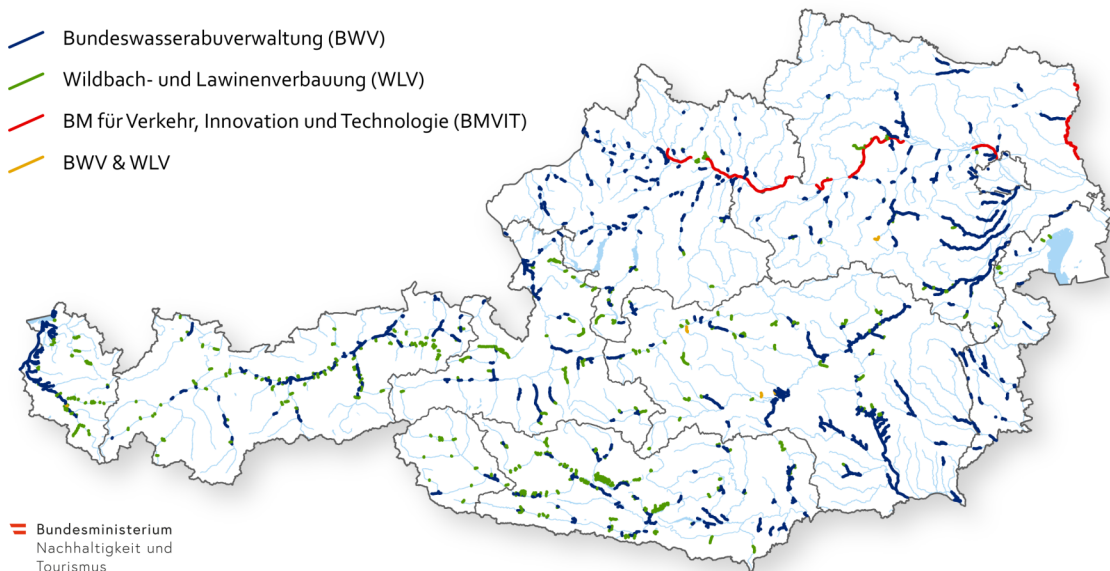 Bundeswasserabuverwaltung (BWV)
Wildbach- und Lawinenverbauung (WLV)
BM für Verkehr, Innovation und Technologie (BMVIT)
BWV & WLV
Bundesministerium
Nachhaltigkeit und
Tourismus